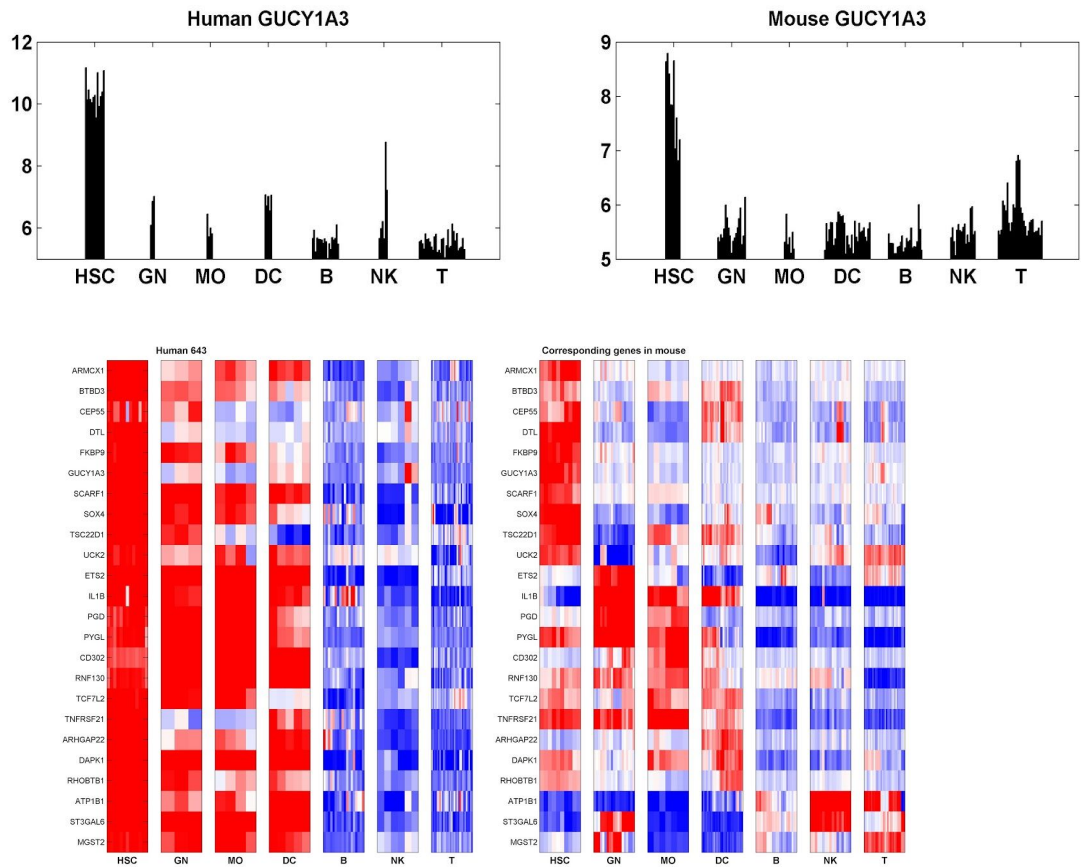 Human GUCY1A3
12
10
8
6
HSC GN MO DC B NK T
Mouse GUCY1A3
9
8
7
6
5
HSC GN MO DC B NK T
Human 643
ARMCX1
BTBD3
CEP55
DTL
FKBP9
GUCY1A3
SCARF1
SOX4
TSC22D1
UCK2
ETS2
IL1B
PGD
PYGL
CD302
RNF130
TCF7L2
TNFRSF21
ARHGAP22
DAPK1
RHOBTB1
ATP1B1
ST3GAL6
MGST2
HSC GN MO DC B NK T
Corresponding genes in mouse
ARMCX1
BTBD3
CEP55
DTL
FKBP9
GUCY1A3
SCARF1
SOX4
TSC22D1
UCK2
ETS2
IL1B
PGD
PYGL
CD302
RNF130
TCF7L2
TNFRSF21
ARHGAP22
DAPK1
RHOBTB1
ATP1B1
ST3GAL6
MGST2
HSC GN MO DC B NK T